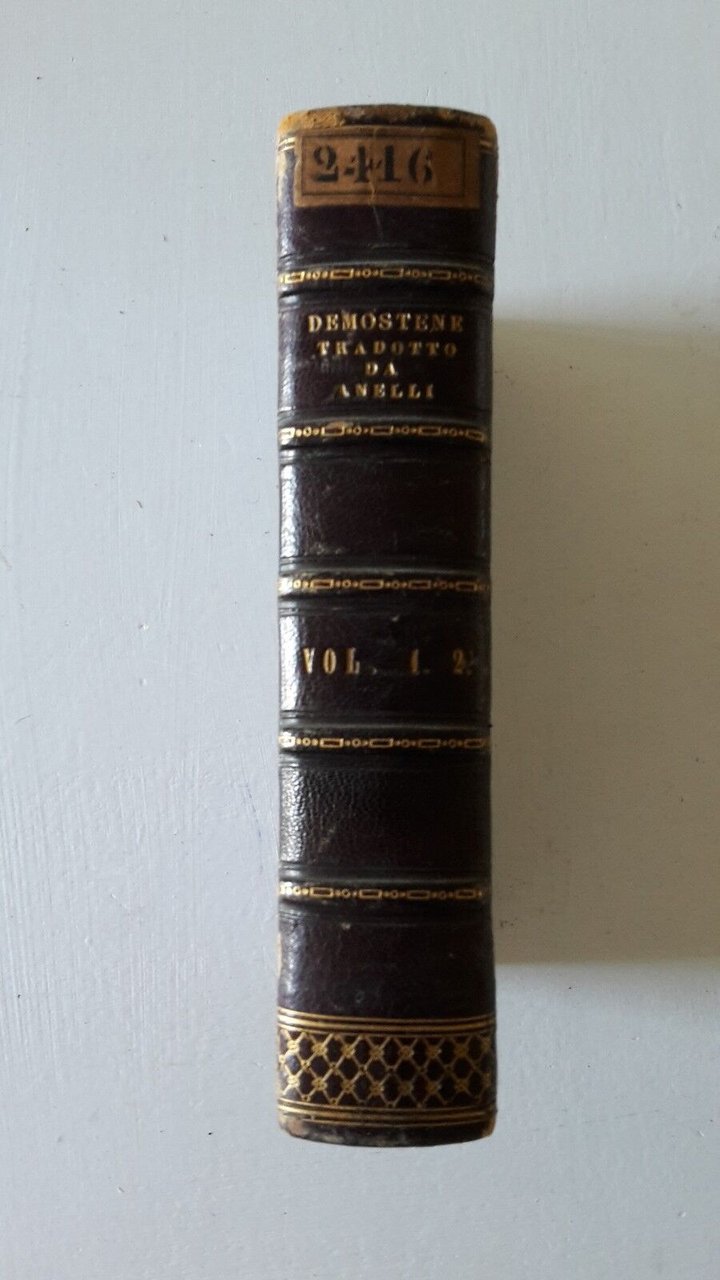 2416
DEMOSTENE
TRADOTTO
DA
ANELLI
VOL. 1. 2.